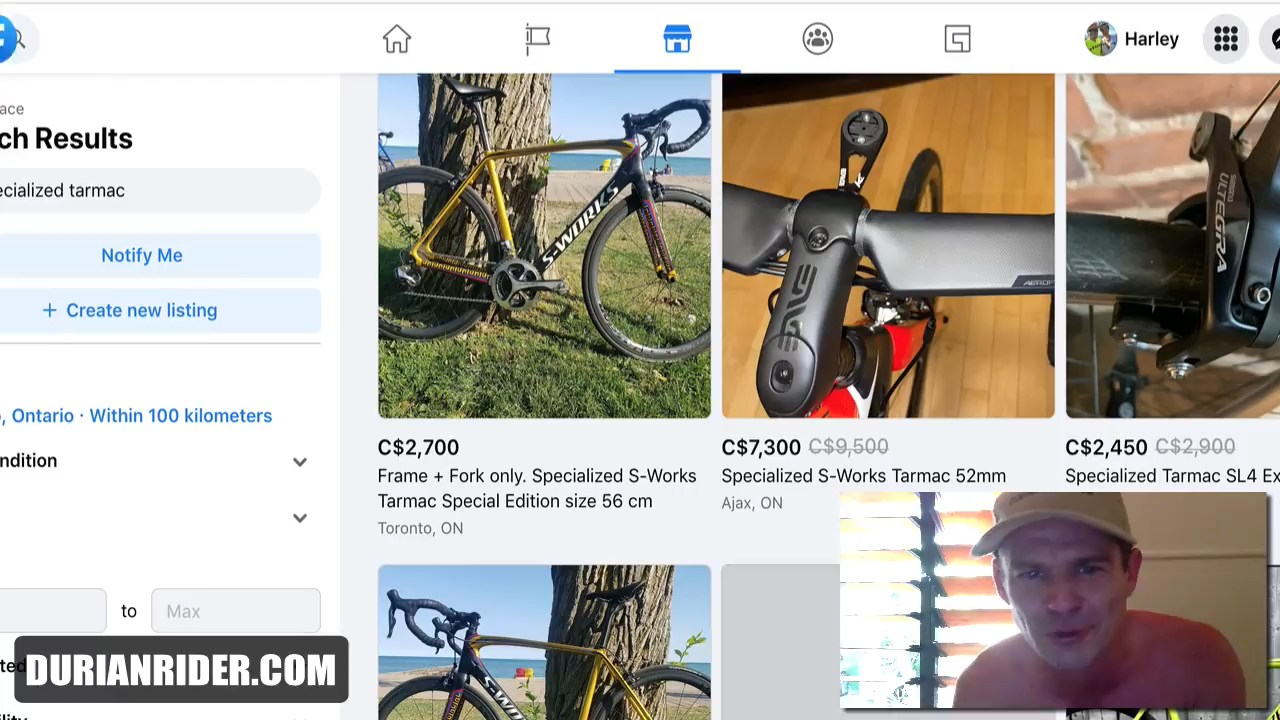 Harley
ace
ch Results
ecialized tarmac
Notify Me
+ Create new listing
, Ontario · Within 100 kilometers
ndition
to
Max
DURIANRIDER.COM
S-WORKS
C$2,700
Frame + Fork only. Specialized S-Works
Tarmac Special Edition size 56 cm
Toronto, ON
ENVE
C$7,300 C$9,500
Specialized S-Works Tarmac 52mm
Ajax, ON
ULTEGRA
C$2,450 C$2,900
Specialized Tarmac SL4 Ex